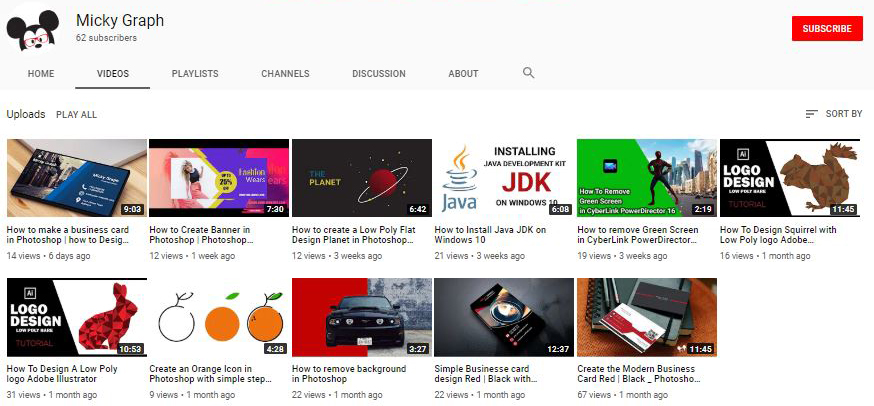 Micky Graph
62 subscribers
SUBSCRIBE
HOME VIDEOS PLAYLISTS CHANNELS DISCUSSION ABOUT
Uploads PLAY ALL SORT BY
Micky Graph
9:03
UP TO
25%
Fashion
Wears
7:30
THE
PLANET
6:42
INSTALLING
JAVA DEVELOPMENT KIT
JDK
ON WINDOWS 10
Java
6:08
How To Remove
Green Screen
in CyberLink PowerDirector 16
2:19
Ai
LOGO
DESIGN
LOW POLY BASE
TUTORIAL
11:45
How to make a business card
in Photoshop | how to Desig...
14 views • 6 days ago
How to Create Banner in
Photoshop | Photoshop...
12 views • 1 week ago
How to create a Low Poly Flat
Design Planet in Photoshop...
12 views • 3 weeks ago
How to Install Java JDK on
Windows 10
21 views • 3 weeks ago
How to remove Green Screen
in CyberLink PowerDirector...
19 views • 3 weeks ago
How To Design Squirrel with
Low Poly logo Adobe...
16 views • 1 month ago
Ai
LOGO
DESIGN
LOW POLY BASE
TUTORIAL
10:53
4:28
3:27
12:37
11:45
How To Design A Low Poly
logo Adobe Illustrator
31 views • 1 month ago
Create an Orange Icon in
Photoshop with simple step...
9 views • 1 month ago
How to remove background
in Photoshop
22 views • 1 month ago
Simple Businesse card
design Red | Black with...
22 views • 1 month ago
Create the Modern Business
Card Red | Black _ Photosho...
67 views • 1 month ago